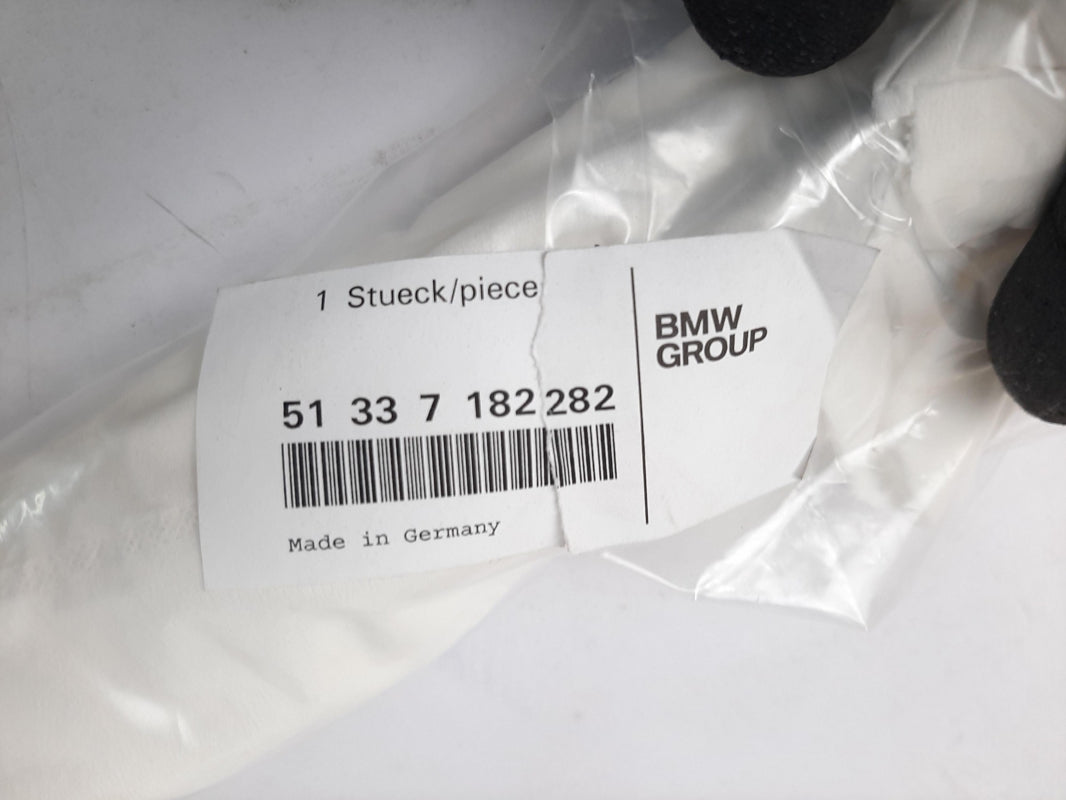 1 Stueck/piece
51 33 7 182 282
Made in Germany
BMW
GROUP